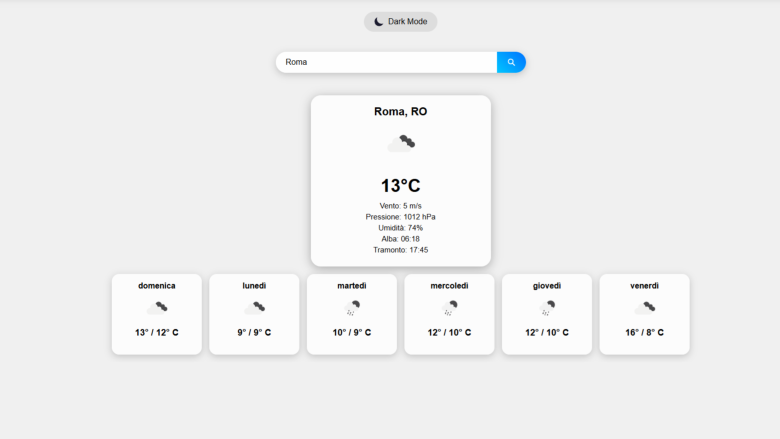 Dark Mode
Roma
Roma, RO
13°C
Vento: 5 m/s
Pressione: 1012 hPa
Umidità: 74%
Alba: 06:18
Tramonto: 17:45
domenica
13° / 12° C
lunedì
9° / 9° C
martedì
10° / 9° C
mercoledì
12° / 10° C
giovedì
12° / 10° C
venerdì
16° / 8° C